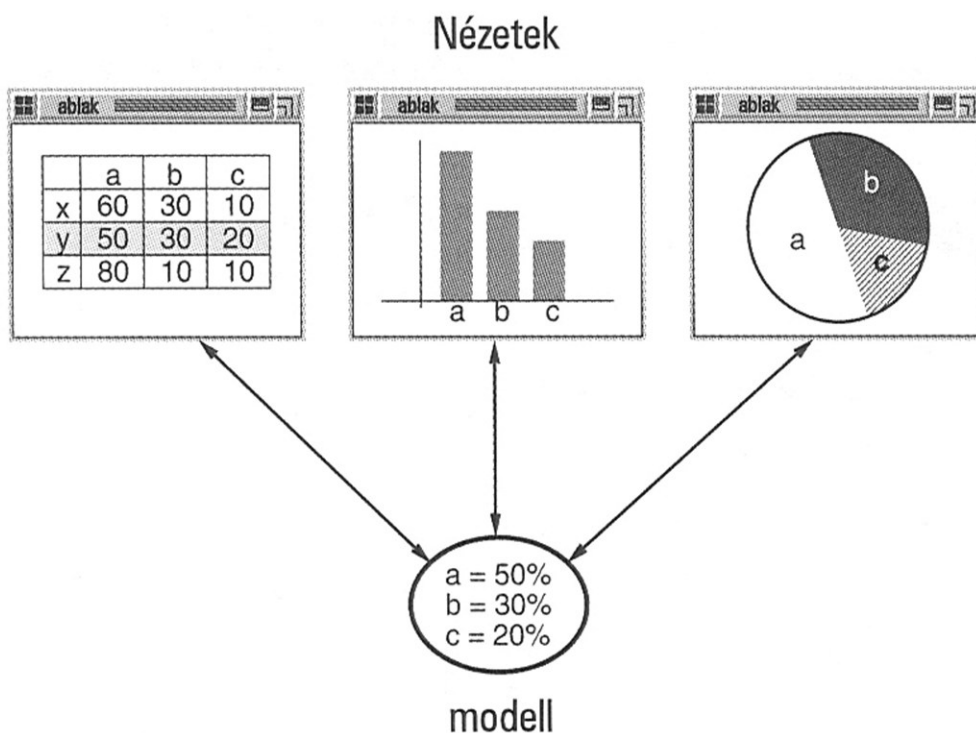 Nézetek
ablak
ablak
ablak
a b c
x 60 30 10
y 50 30 20
z 80 10 10
a b c
a
b
c
a = 50%
b = 30%
c = 20%
modell